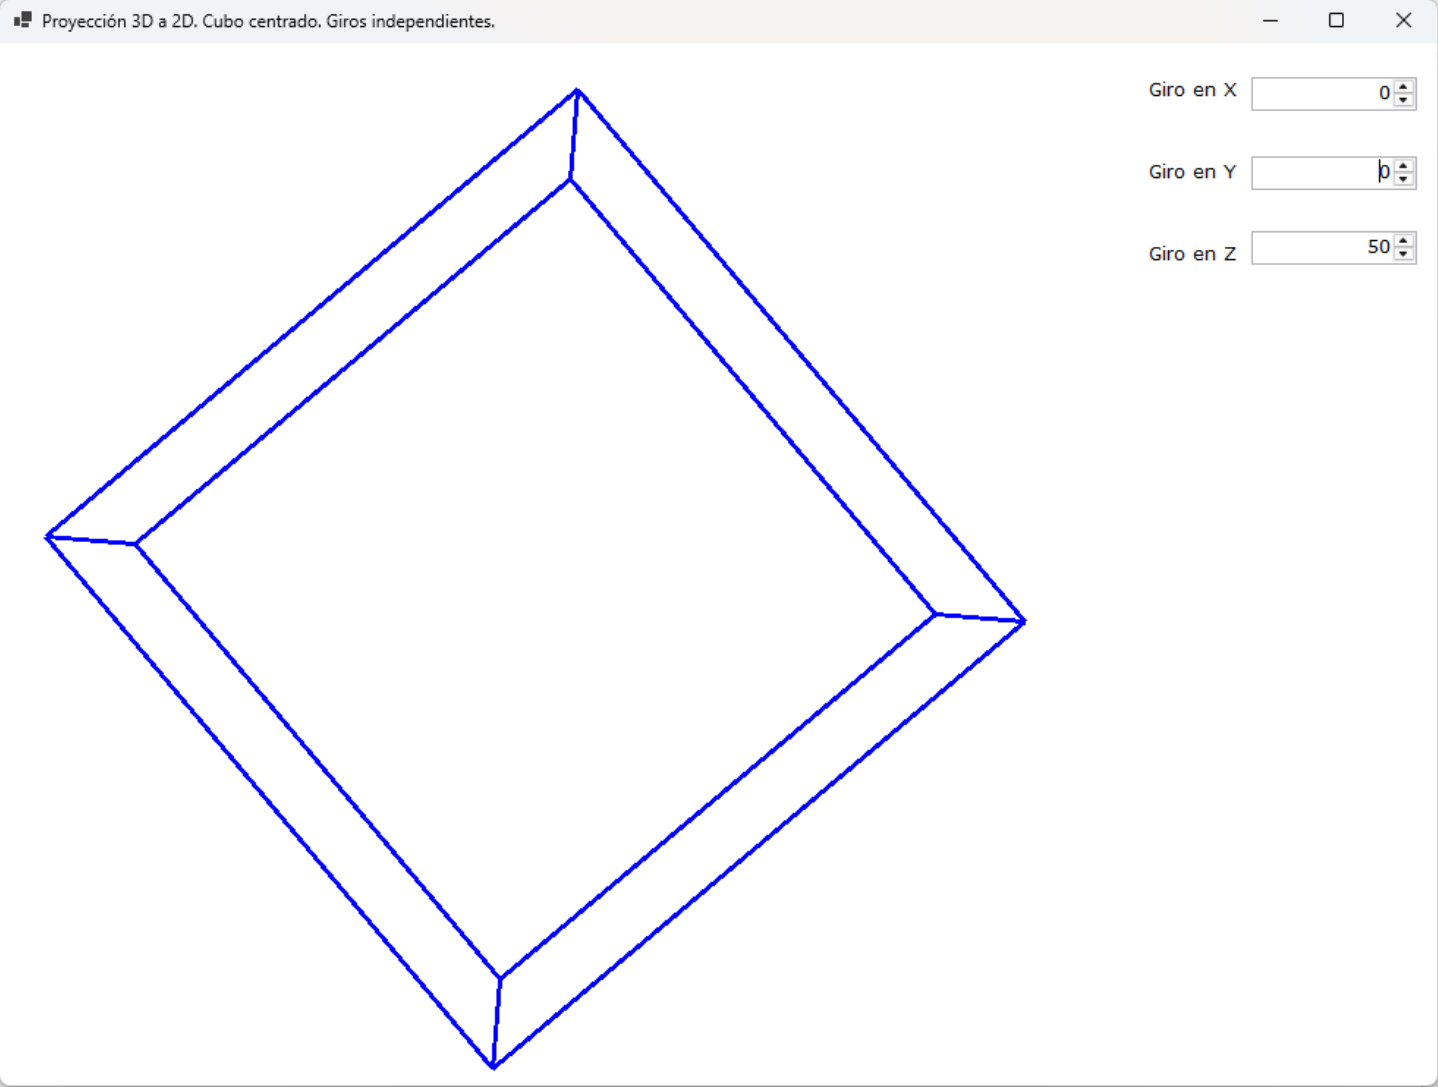 Proyección 3D a 2D. Cubo centrado. Giros independientes.
Giro en X 0
Giro en Y 0
Giro en Z 50